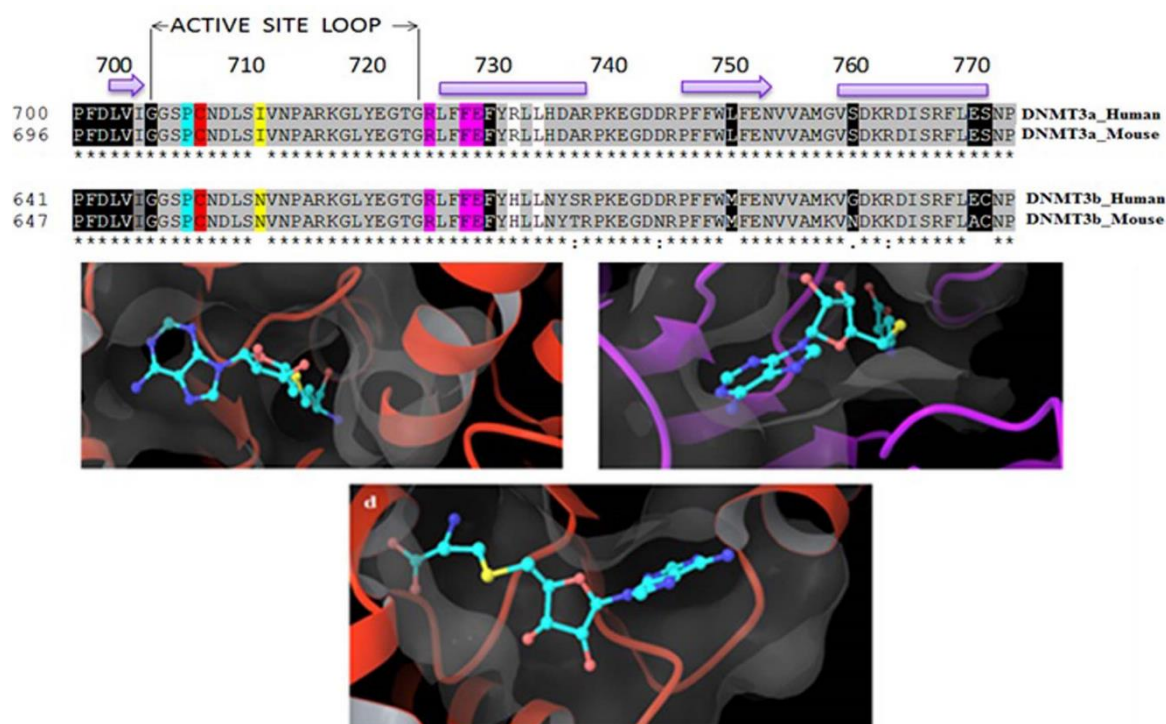 ←ACTIVE SITE LOOP→
700 710 720 730 740 750 760 770
700 PFDLVIGGSPCNDLSIVNPARKGLYEGTGRLFFEFYRLLHDARPKEGDDRPFFWLFENVVAMGVSDKRDISRFLESNP DNMT3a_Human
696 PFDLVIGGSPCNDLSIVNPARKGLYEGTGRLFFEFYRLLHDARPKEGDDRPFFWLFENVVAMGVSDKRDISRFLESNP DNMT3a_Mouse
******************************************************************************
641 PFDLVIGGSPCNDLSNVNPARKGLYEGTGRLFFEFYHLLNYSRPKEGDDRPFFWMFENVVAMKVGDKRDISRFLECNP DNMT3b_Human
647 PFDLVIGGSPCNDLSNVNPARKGLYEGTGRLFFEFYHLLNYTRPKEGDNRPFFWMFENVVAMKVNDKKDISRFLACNP DNMT3b_Mouse
*****************************************:******:***************.**:****** ***
d